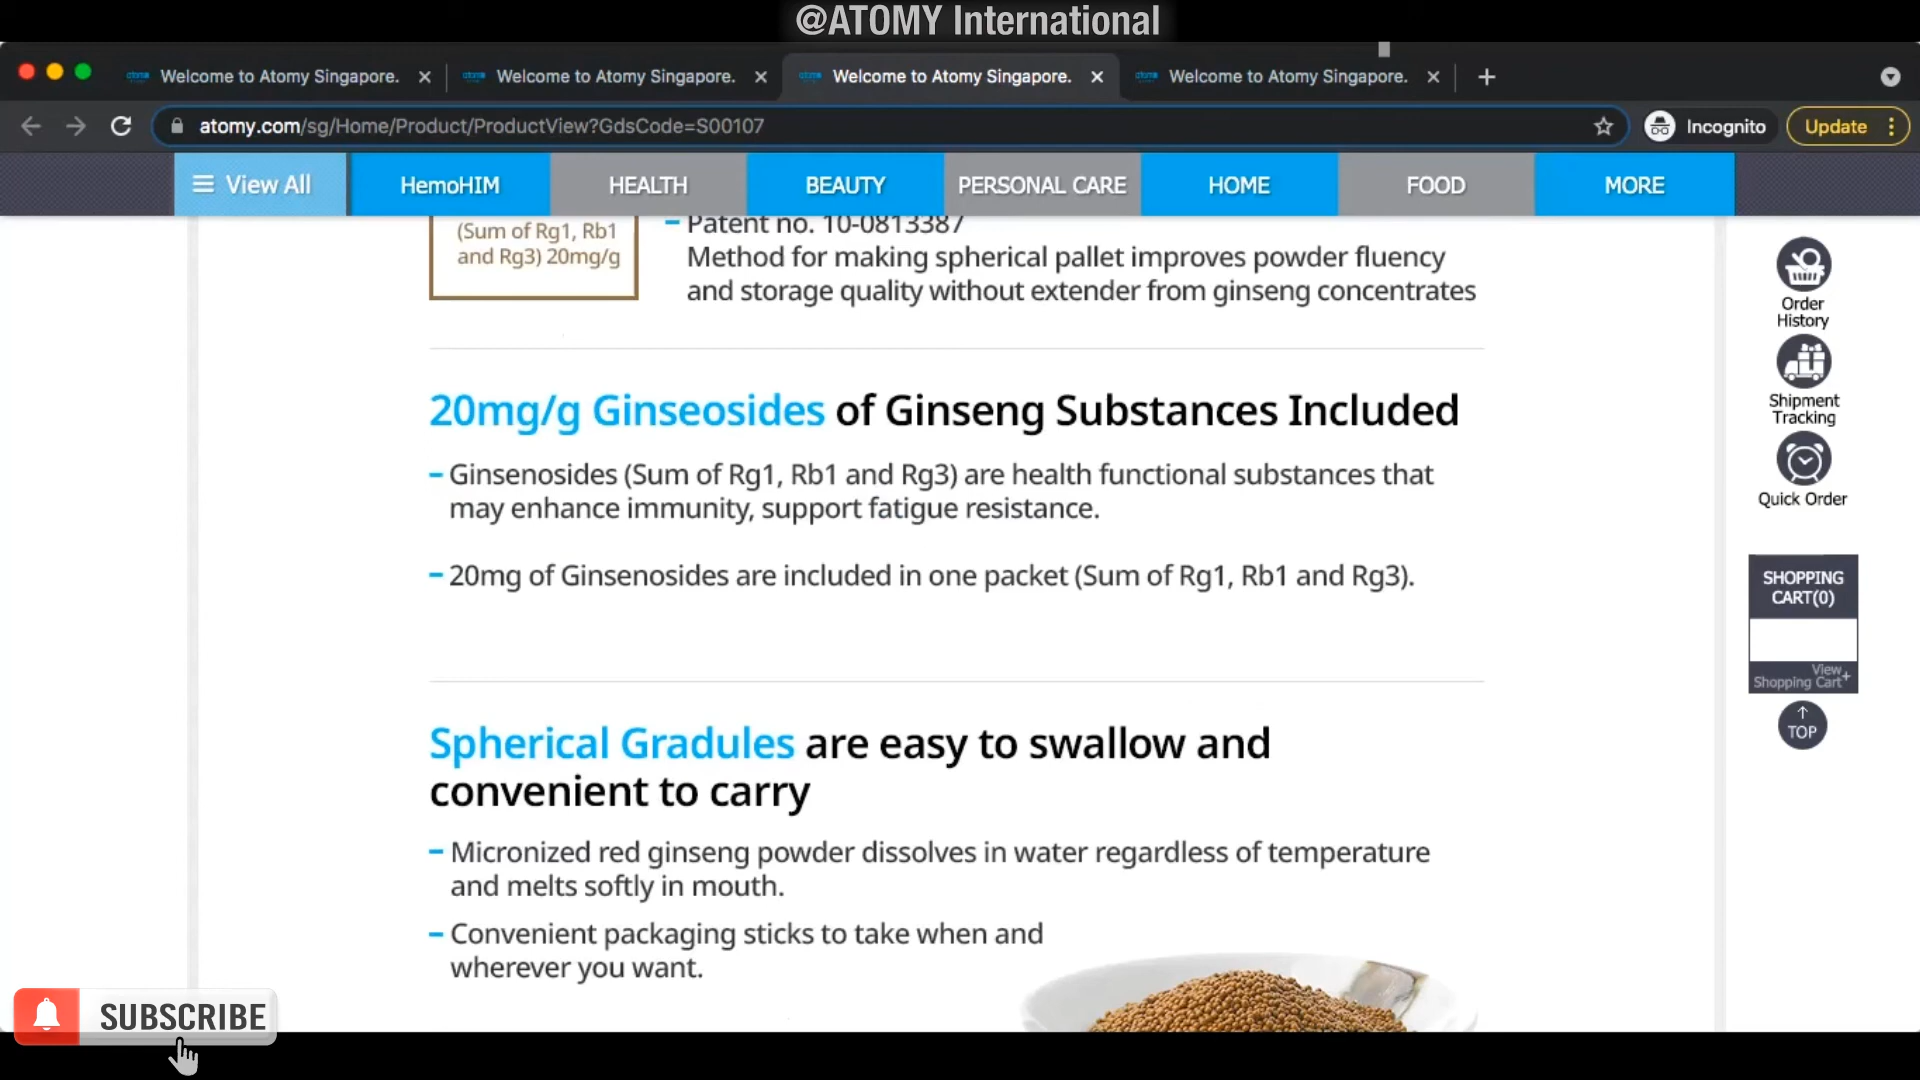 @ATOMY International
Welcome to Atomy Singapore.
Welcome to Atomy Singapore.
Welcome to Atomy Singapore.
Welcome to Atomy Singapore.
atomy.com/sg/Home/Product/ProductView?GdsCode=S00107
Incognito
Update
View All
HemoHIM
HEALTH
BEAUTY
PERSONAL CARE
HOME
FOOD
MORE
(Sum of Rg1, Rb1
and Rg3) 20mg/g
– Patent no. 10-0813387
Method for making spherical pallet improves powder fluency
and storage quality without extender from ginseng concentrates
20mg/g Ginseosides of Ginseng Substances Included
– Ginsenosides (Sum of Rg1, Rb1 and Rg3) are health functional substances that
may enhance immunity, support fatigue resistance.
– 20mg of Ginsenosides are included in one packet (Sum of Rg1, Rb1 and Rg3).
Spherical Gradules are easy to swallow and
convenient to carry
– Micronized red ginseng powder dissolves in water regardless of temperature
and melts softly in mouth.
– Convenient packaging sticks to take when and
wherever you want.
Order
History
Shipment
Tracking
Quick Order
SHOPPING
CART(0)
View
Shopping Cart+
TOP
SUBSCRIBE